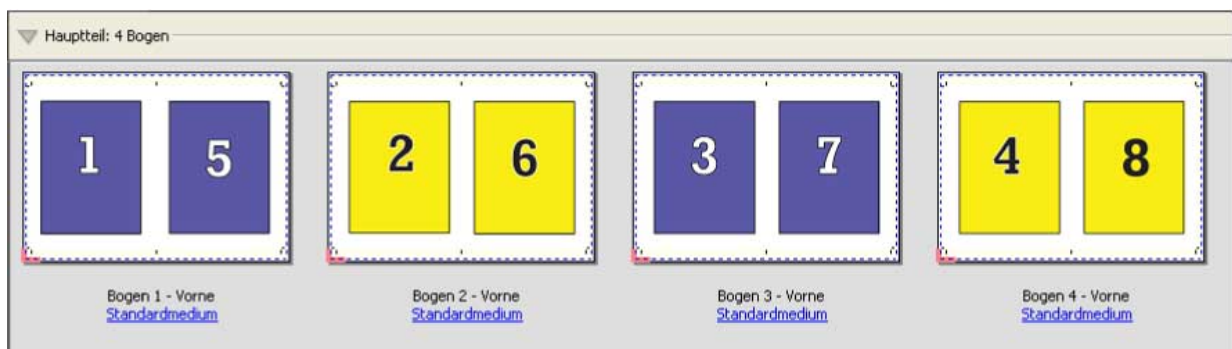 Hauptteil: 4 Bogen
1 5 2 6 3 7 4 8
Bogen 1 - Vorne Bogen 2 - Vorne Bogen 3 - Vorne Bogen 4 - Vorne
Standardmedium Standardmedium Standardmedium Standardmedium